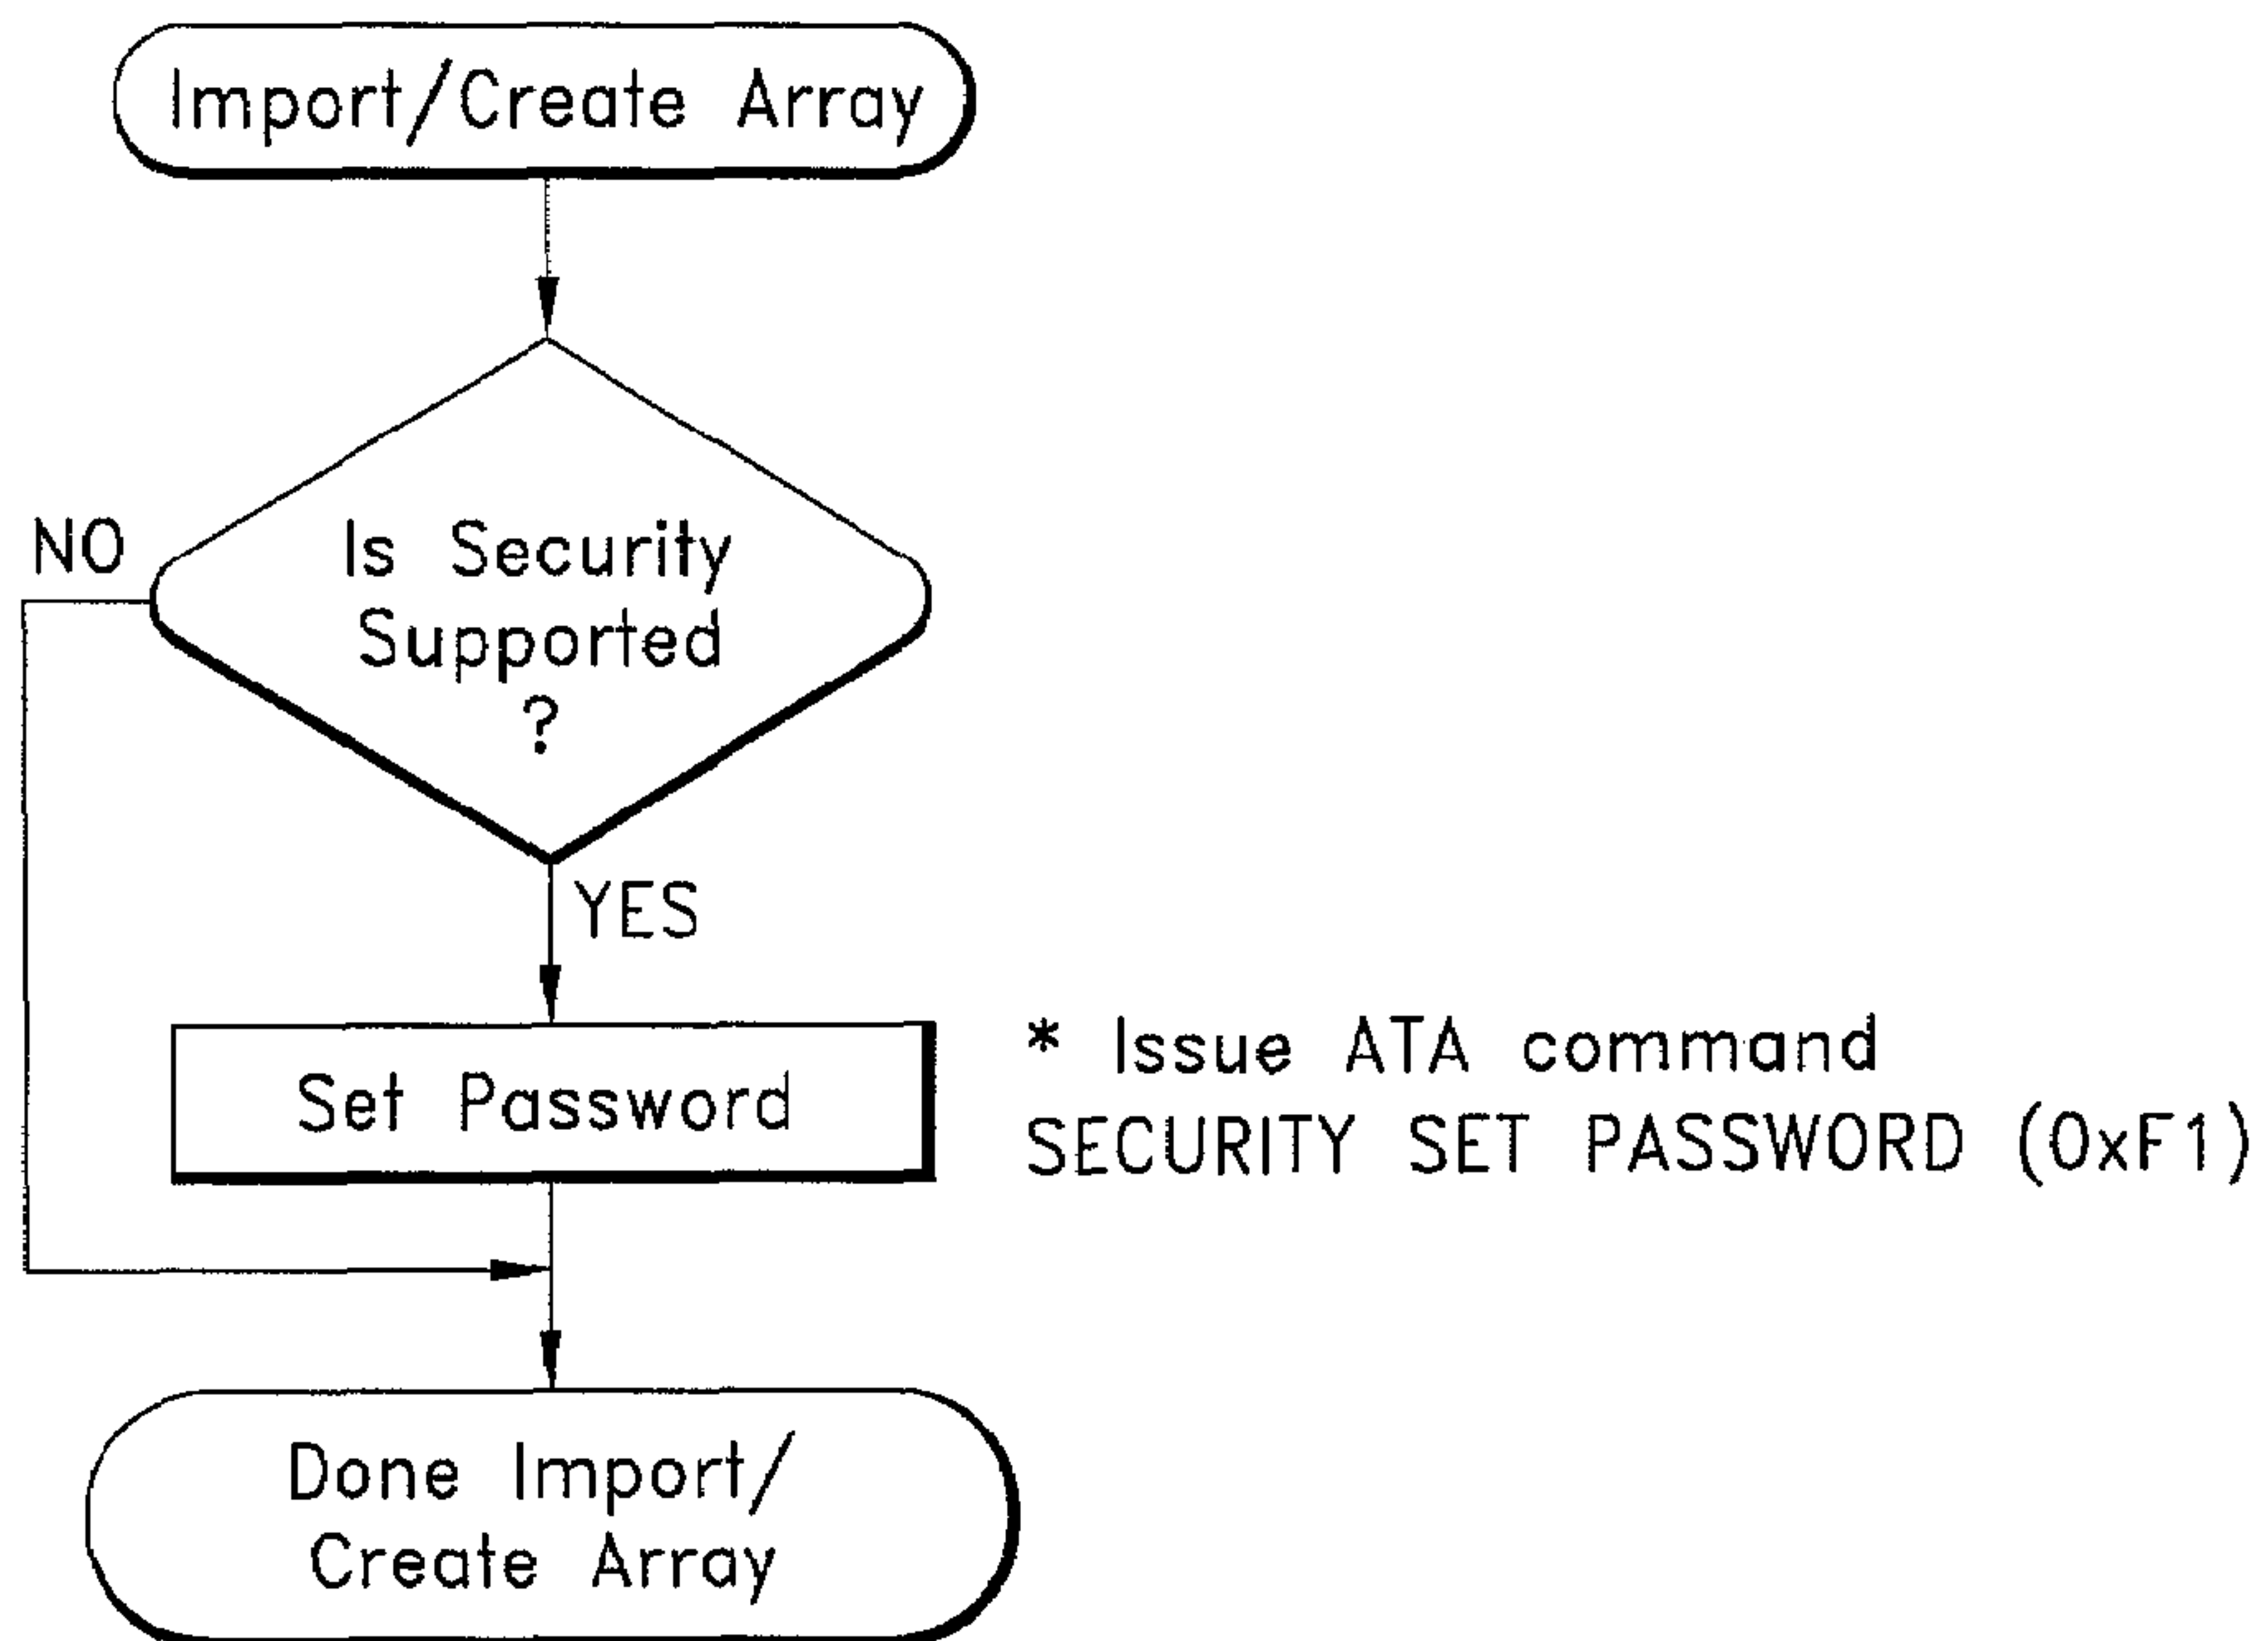 Import/Create Array
NO
Is Security
Supported
?
YES
Set Password
* Issue ATA command
SECURITY SET PASSWORD (0xF1)
Done Import/
Create Array